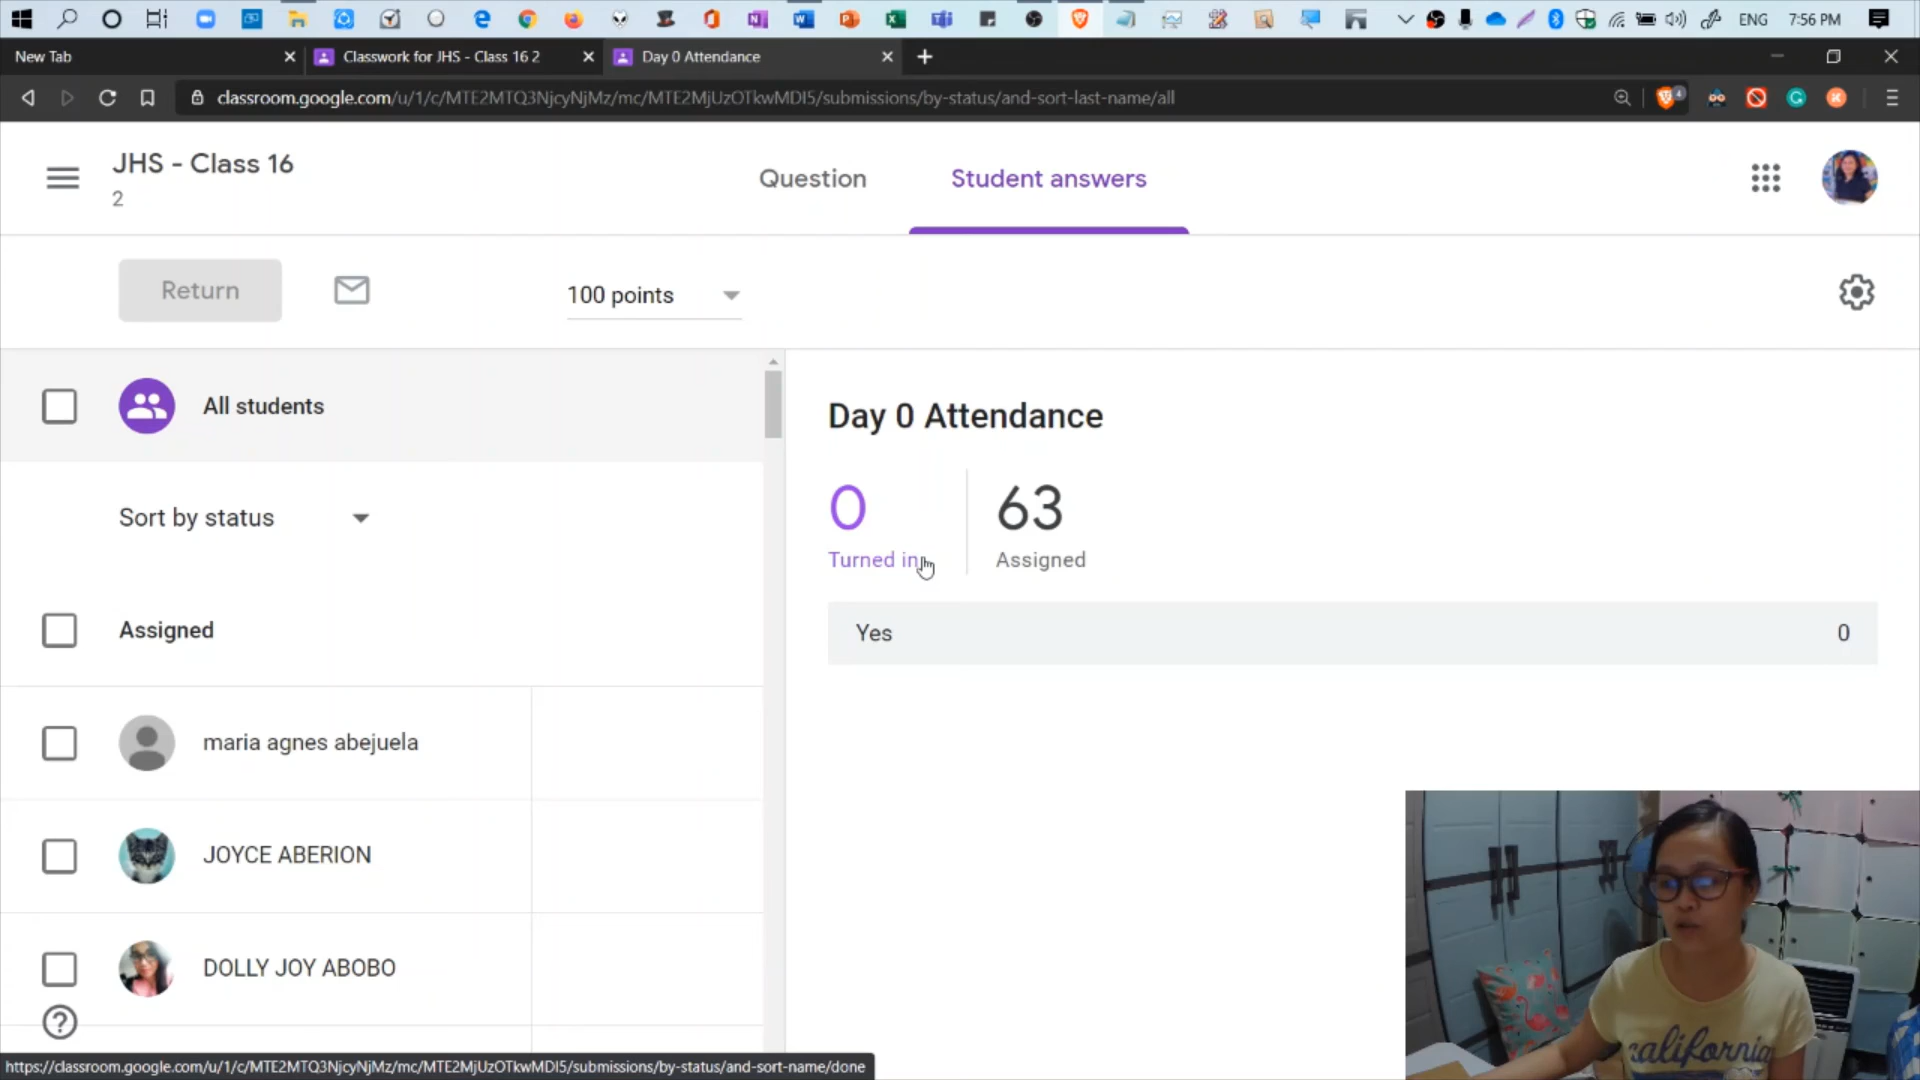 ENG
7:56 PM
New Tab
Classwork for JHS - Class 16 2
Day 0 Attendance
classroom.google.com/u/1/c/MTE2MTQ3NjcyNjMz/mc/MTE2MjUzOTkwMDI5/submissions/by-status/and-sort-last-name/all
4
JHS - Class 16
2
Question
Student answers
Return
100 points
All students
Sort by status
Assigned
maria agnes abejuela
JOYCE ABERION
DOLLY JOY ABOBO
Day 0 Attendance
0
Turned in
63
Assigned
Yes
0
california
https://classroom.google.com/u/1/c/MTE2MTQ3NjcyNjMz/mc/MTE2MjUzOTkwMDI5/submissions/by-status/and-sort-name/done